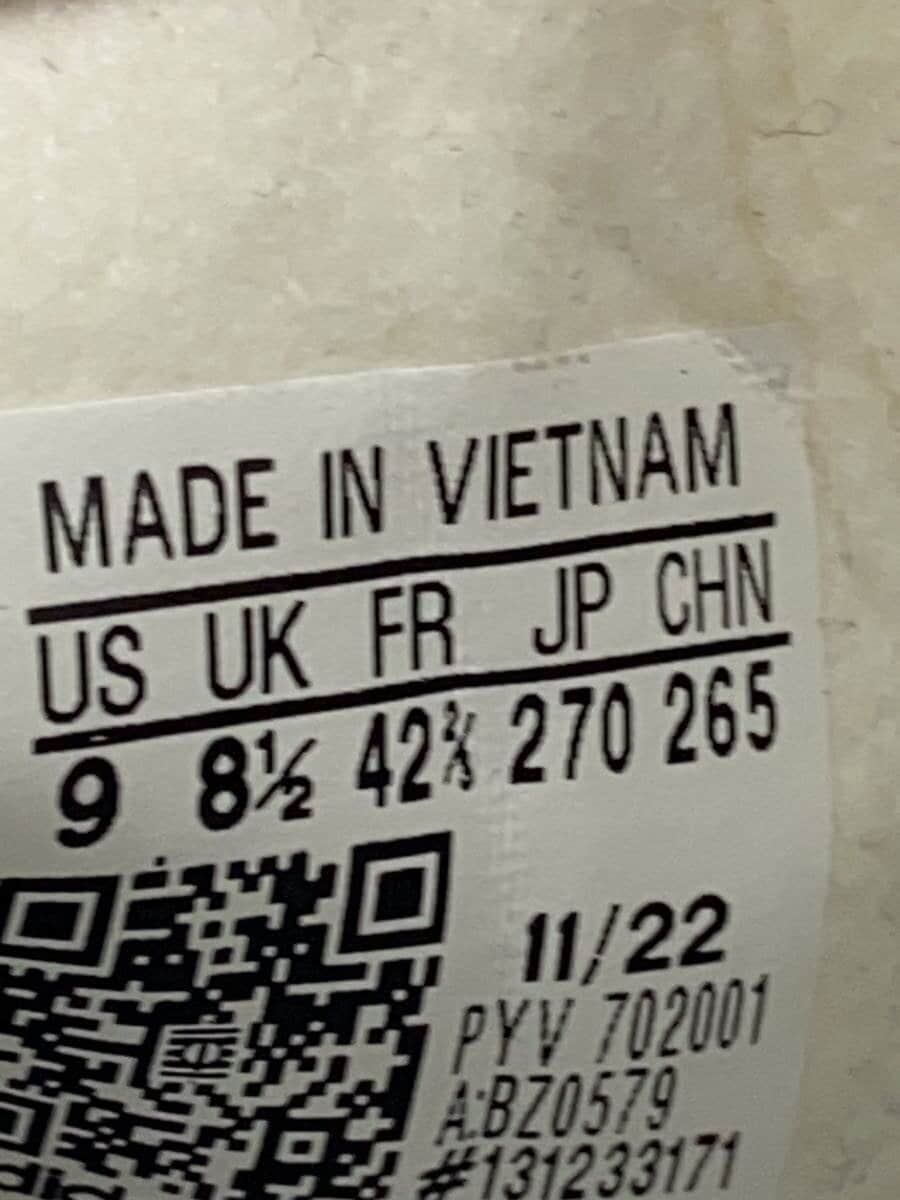 MADE IN VIETNAM
US UK FR JP CHN
9 8½ 42⅔ 270 265
11/22
PYV 702001
A:BZ0579
#131233171